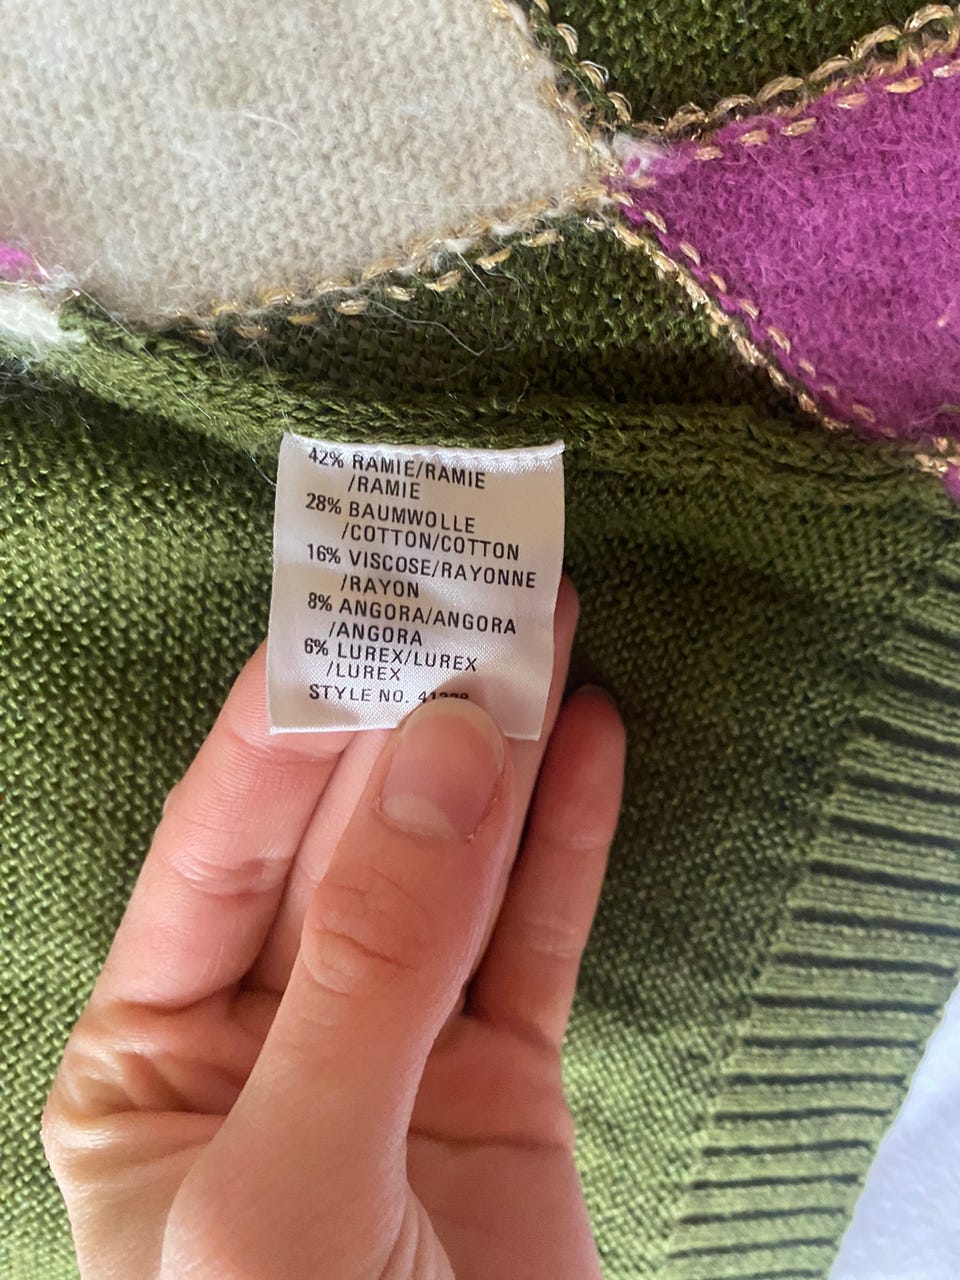 42% RAMIE/RAMIE
/RAMIE
28% BAUMWOLLE
/COTTON/COTTON
16% VISCOSE/RAYONNE
/RAYON
8% ANGORA/ANGORA
/ANGORA
6% LUREX/LUREX
/LUREX
STYLE NO.